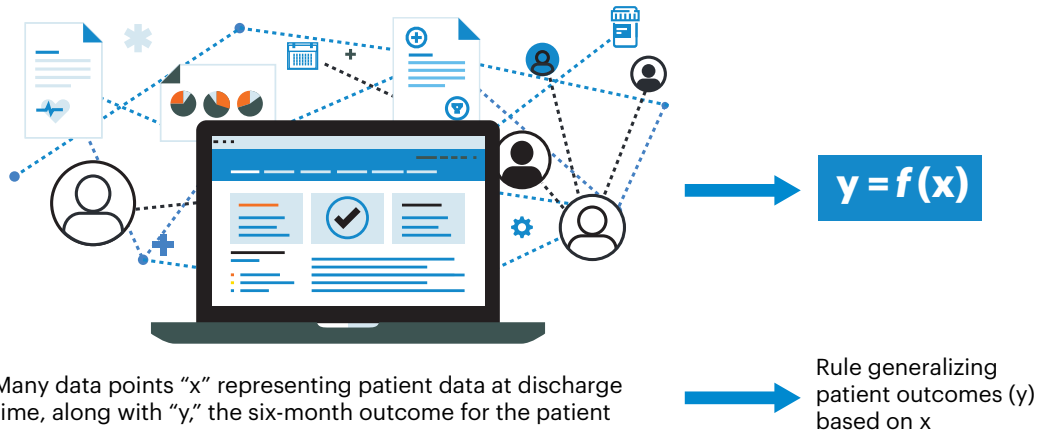 y = f (x)
Many data points “x” representing patient data at discharge
time, along with “y,” the six-month outcome for the patient
Rule generalizing
patient outcomes (y)
based on x